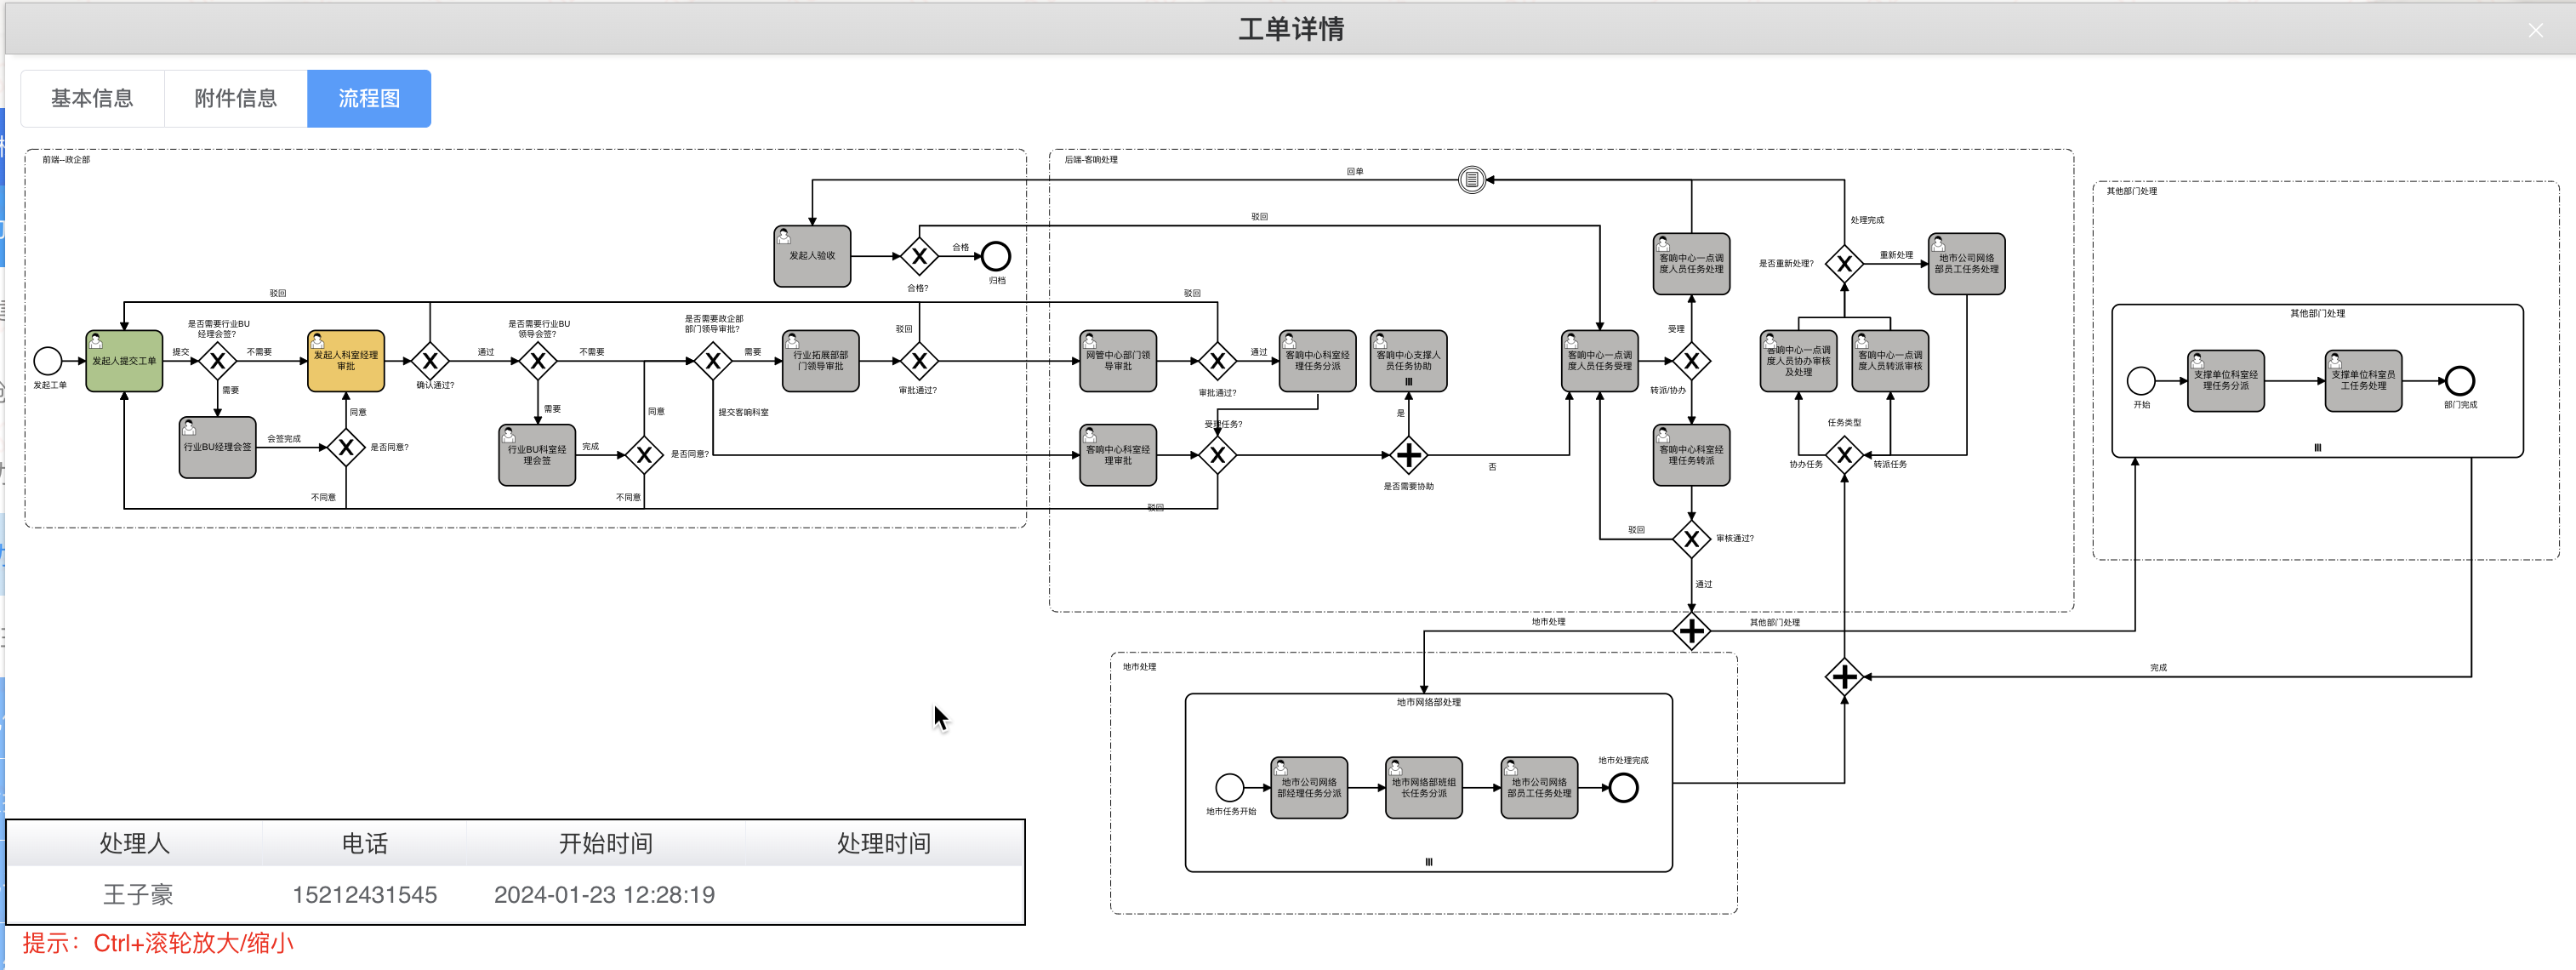 工单详情
基本信息
附件信息
流程图
前端--政企部
后端-客响处理
其他部门处理
回单
驳回
处理完成
发起人验收
合格
合格?
归档
客响中心一点调
度人员任务处理
是否重新处理?
重新处理
地市公司网络
部员工任务处理
驳回
驳回
发起工单
发起人提交工单
提交
是否需要行业BU
经理会签?
不需要
需要
发起人科室经理
审批
确认通过?
通过
是否需要行业BU
领导会签?
不需要
需要
是否需要政企部
部门领导审批?
需要
行业拓展部部
门领导审批
驳回
审批通过?
网管中心部门领
导审批
通过
审批通过?
客响中心科室经
理任务分派
客响中心支撑人
员任务协助
客响中心一点调
度人员任务受理
受理
转派/协办
客响中心一点调
度人员协办审核
及处理
客响中心一点调
度人员转派审核
其他部门处理
开始
支撑单位科室经
理任务分派
支撑单位科室员
工任务处理
部门完成
行业BU经理会签
会签完成
同意
是否同意?
不同意
行业BU科室经
理会签
完成
同意
是否同意?
不同意
提交客响科室
客响中心科室经
理审批
受理任务?
是
是否需要协助
否
驳回
客响中心科室经
理任务转派
任务类型
协办任务
转派任务
驳回
审核通过?
通过
地市处理
其他部门处理
完成
地市处理
地市网络部处理
地市任务开始
地市公司网络
部经理任务分派
地市网络部班组
长任务分派
地市公司网络
部员工任务处理
地市处理完成
处理人 电话 开始时间 处理时间
王子豪 15212431545 2024-01-23 12:28:19
提示：Ctrl+滚轮放大/缩小